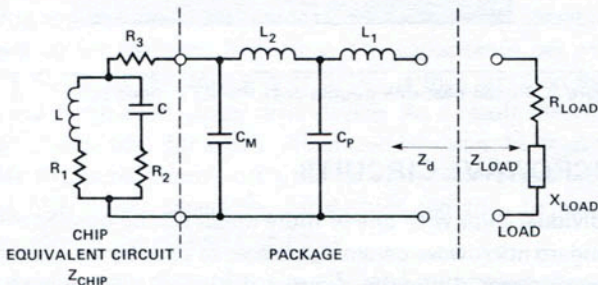 R3
L2
L1
L
C
CM
CP
R1
R2
Zd
ZLOAD
RLOAD
XLOAD
LOAD
CHIP
EQUIVALENT CIRCUIT
ZCHIP
PACKAGE